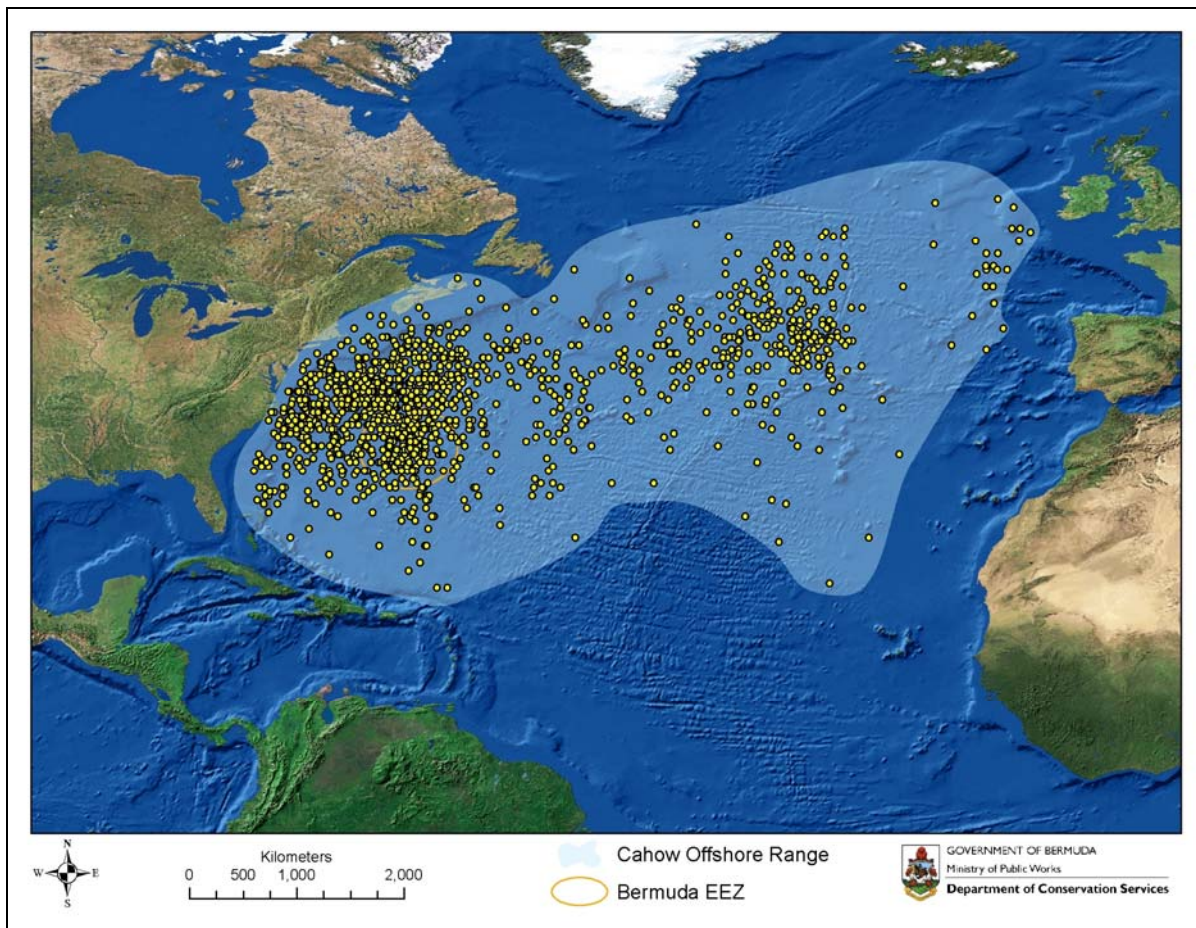 N
W E
S
Kilometers
0 500 1,000 2,000
Cahow Offshore Range
Bermuda EEZ
GOVERNMENT OF BERMUDA
Ministry of Public Works
Department of Conservation Services